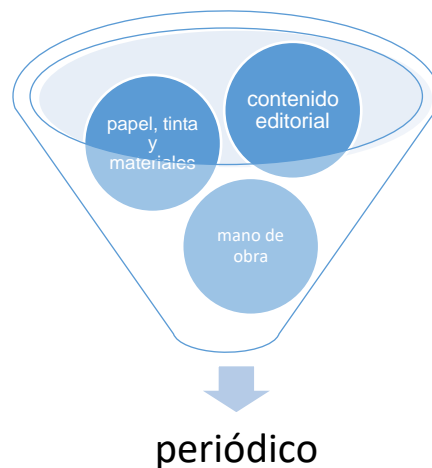 contenido
editorial
papel, tinta
y
materiales
mano de
obra
periódico